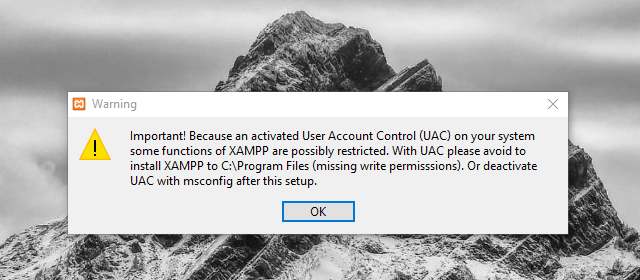 Warning
Important! Because an activated User Account Control (UAC) on your system
some functions of XAMPP are possibly restricted. With UAC please avoid to
install XAMPP to C:\Program Files (missing write permisssions). Or deactivate
UAC with msconfig after this setup.
OK